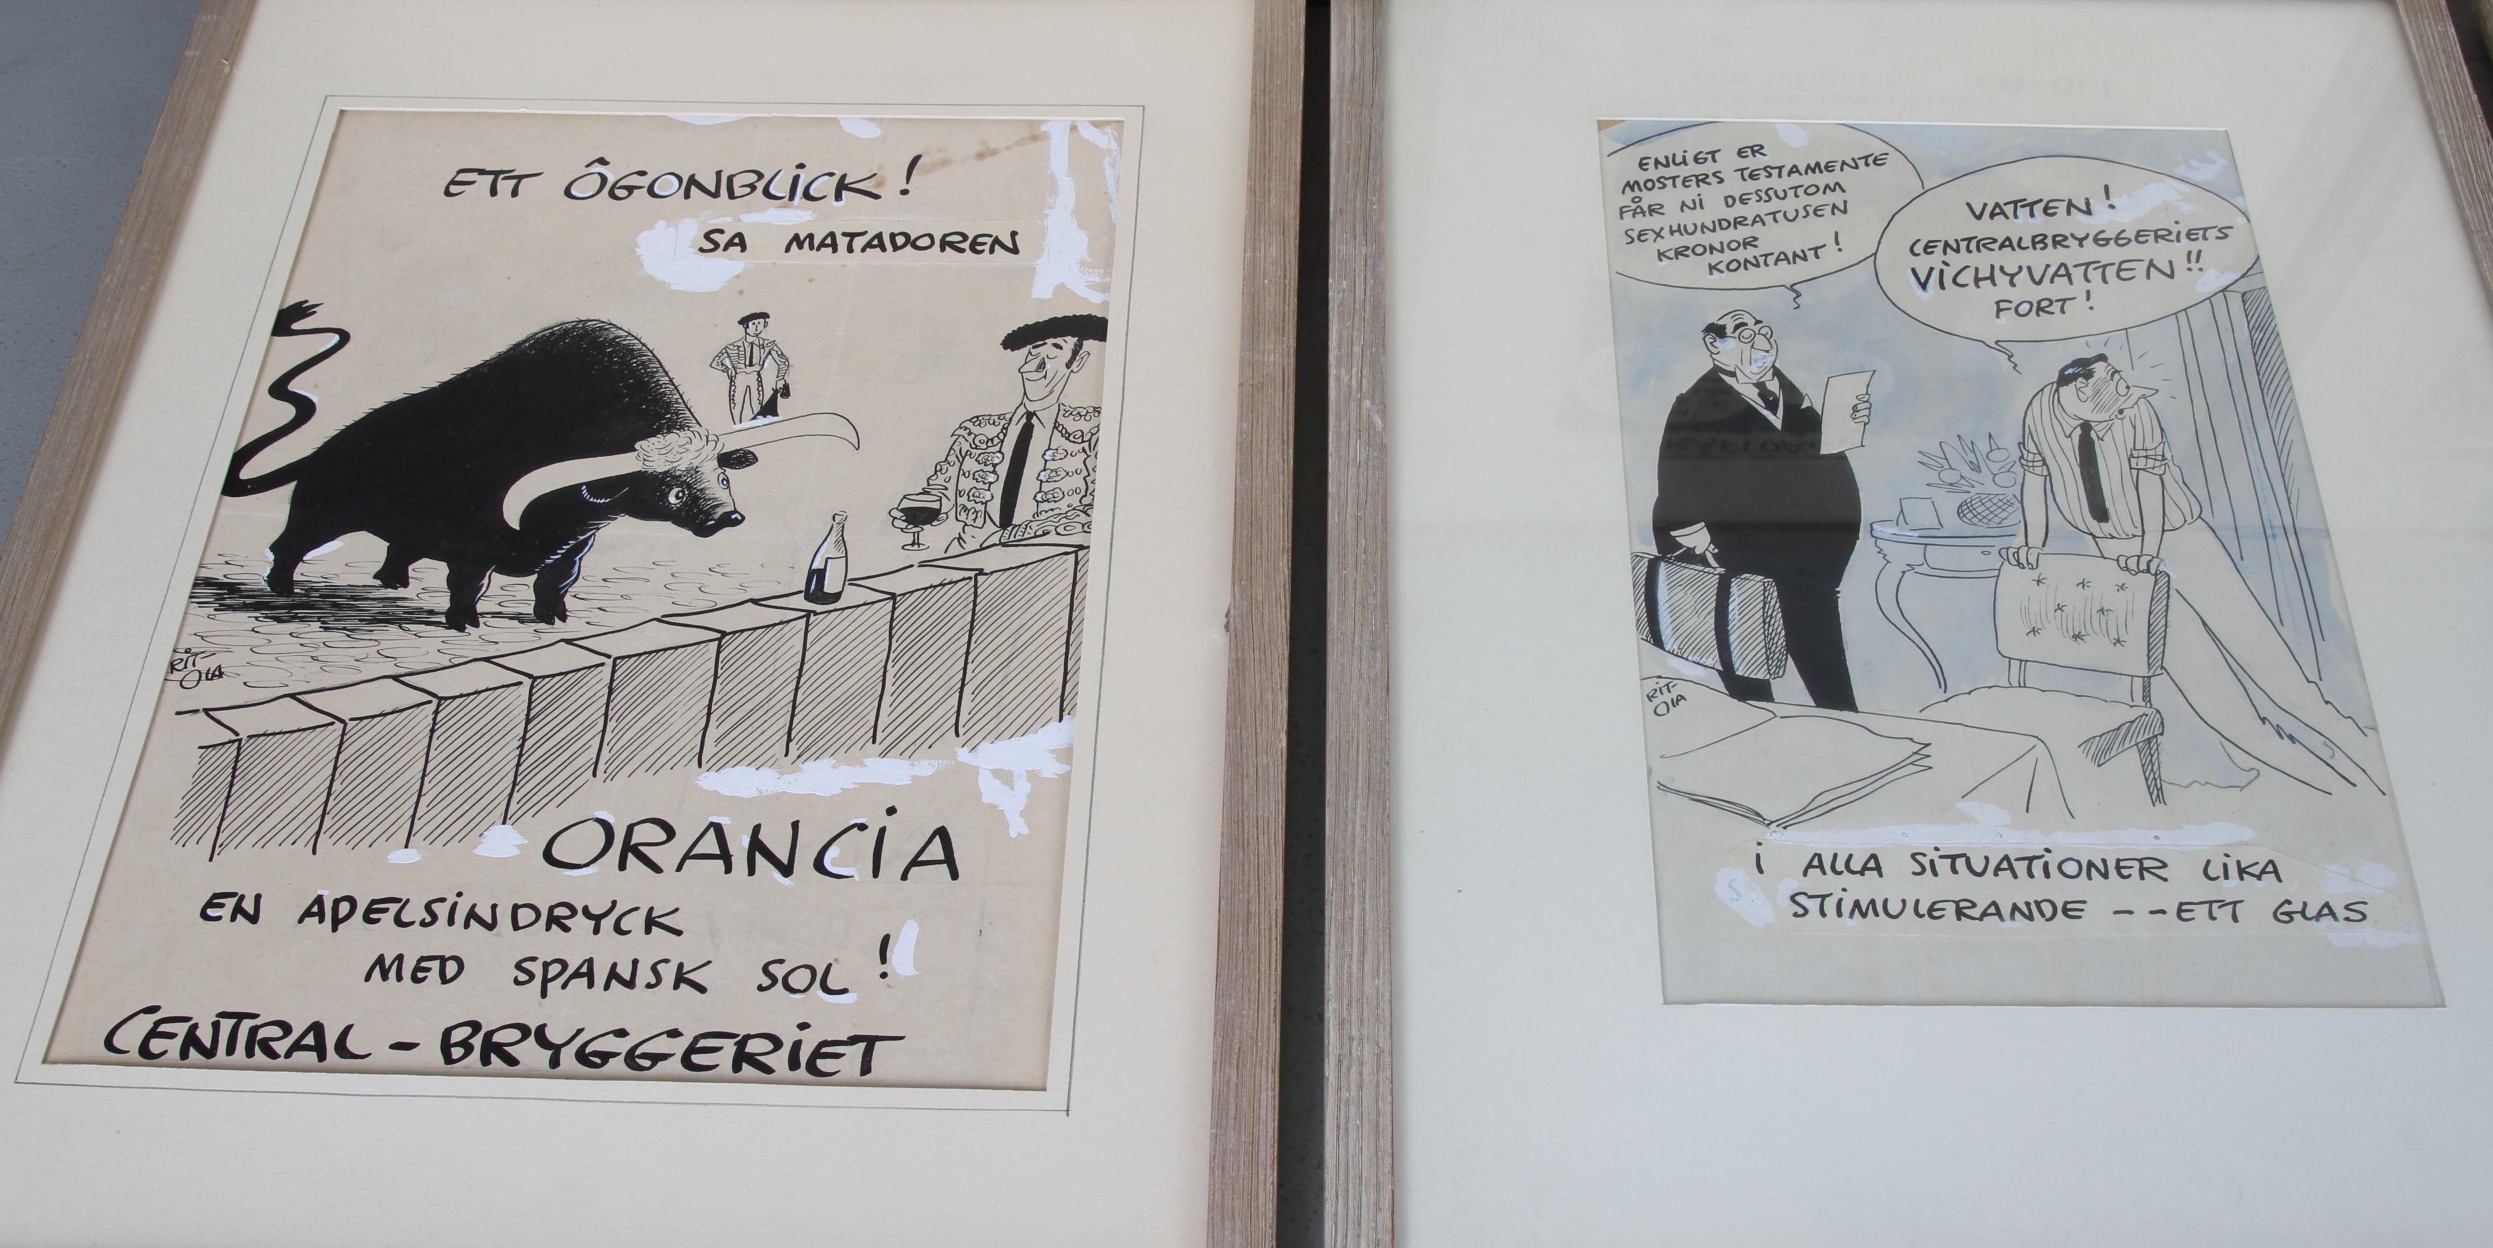 ETT ÔGONBLICK!
SA MATADOREN
RIT-
OLA
ORANCIA
EN APELSINDRYCK
MED SPANSK SOL!
CENTRAL-BRYGGERIET
ENLIGT ER
MOSTERS TESTAMENTE
FÅR NI DESSUTOM
SEXHUNDRATUSEN
KRONOR
KONTANT!
VATTEN!
CENTRALBRYGGERIETS
VICHYVATTEN!!
FORT!
RIT-
OLA
I ALLA SITUATIONER LIKA
STIMULERANDE --ETT GLAS